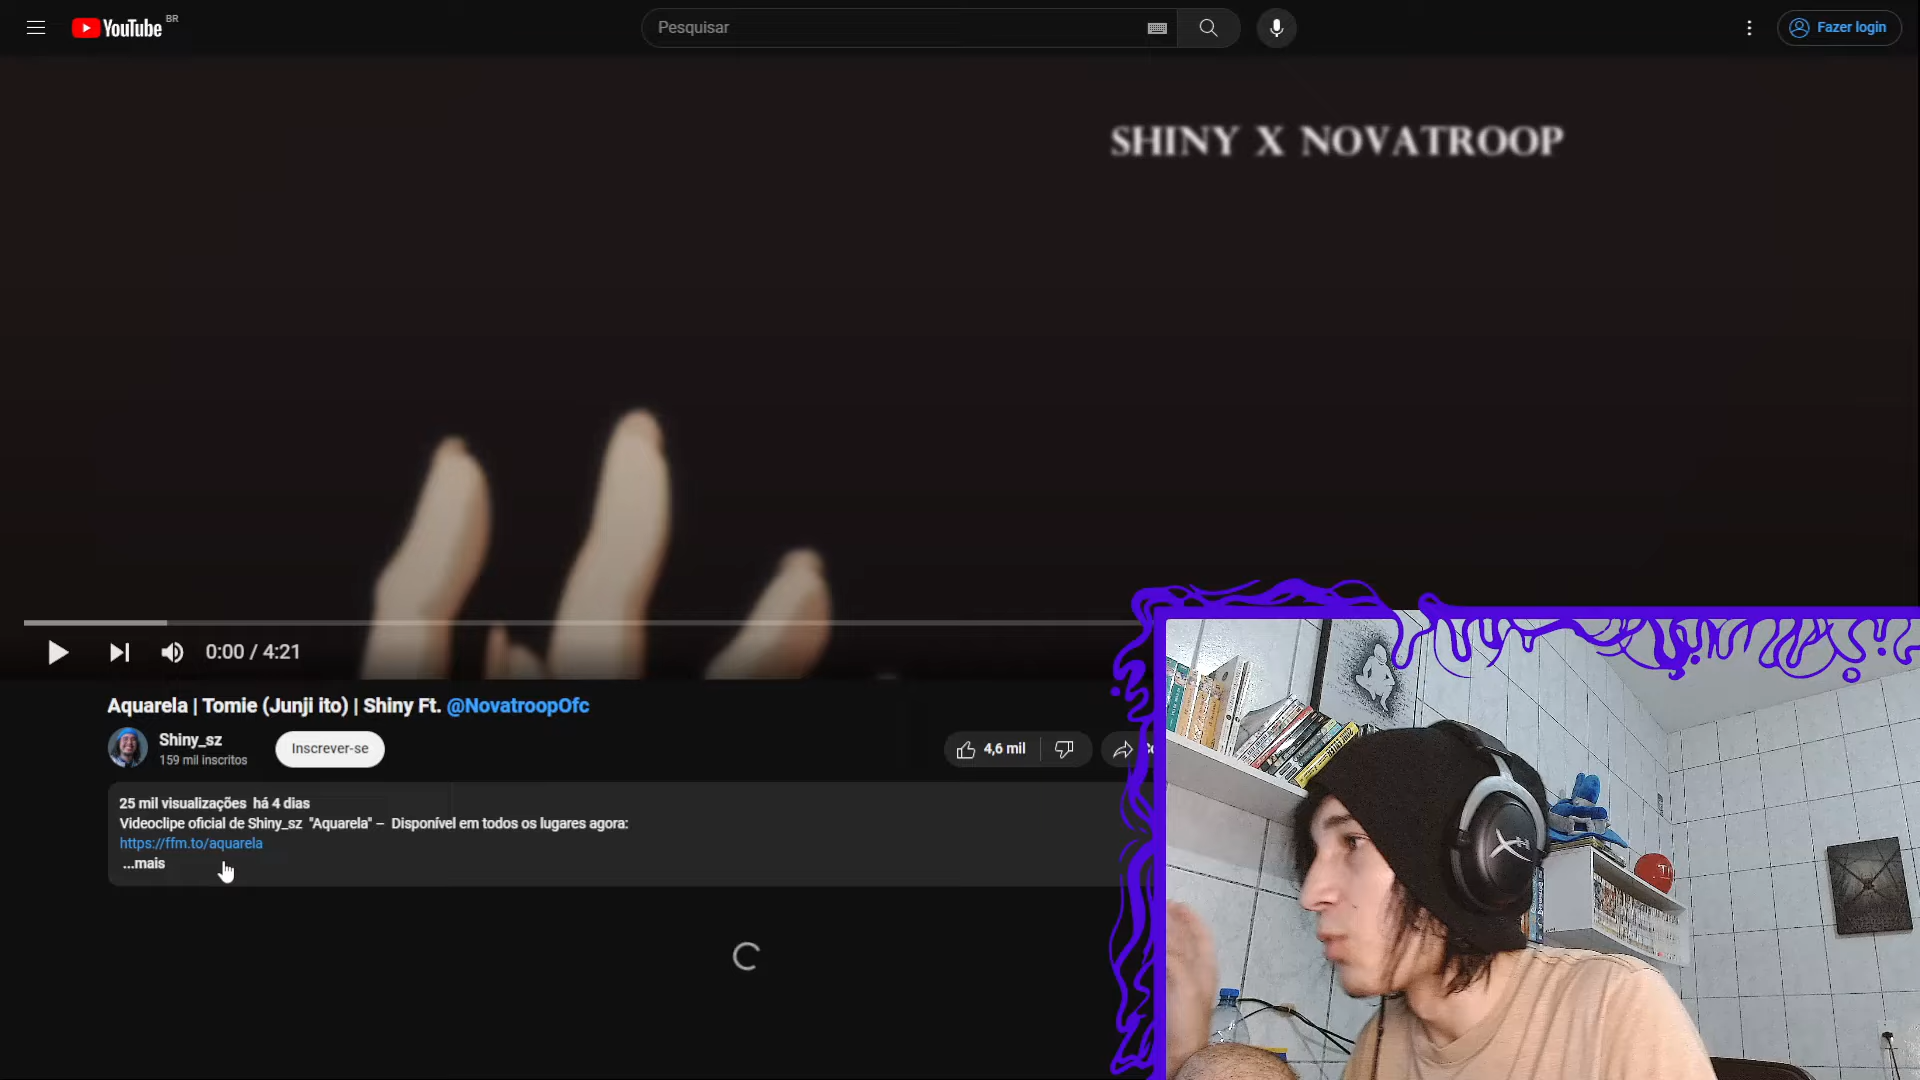 YouTube BR
Pesquisar
Fazer login
SHINY X NOVATROOP
0:00 / 4:21
Aquarela | Tomie (Junji ito) | Shiny Ft. @NovatroopOfc
Shiny_sz
159 mil inscritos
Inscrever-se
4,6 mil
25 mil visualizações há 4 dias
Videoclipe oficial de Shiny_sz "Aquarela" – Disponível em todos os lugares agora:
https://ffm.to/aquarela
...mais